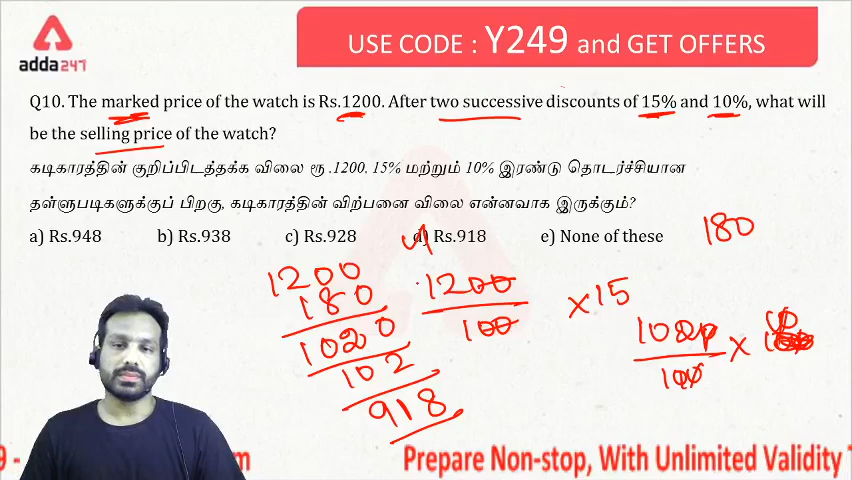 USE CODE : Y249 and GET OFFERS
adda247
Q10. The marked price of the watch is Rs.1200. After two successive discounts of 15% and 10%, what will
be the selling price of the watch?
கடிகாரத்தின் குறிப்பிடத்தக்க விலை ரூ .1200. 15% மற்றும் 10% இரண்டு தொடர்ச்சியான
தள்ளுபடிகளுக்குப் பிறகு, கடிகாரத்தின் விற்பனை விலை என்னவாக இருக்கும்?
a) Rs.948 b) Rs.938 c) Rs.928 d) Rs.918 e) None of these
180
1200
180
1020
102
918
1200
100
×15
1020
100
×
9 -
m
Prepare Non-stop, With Unlimited Validity